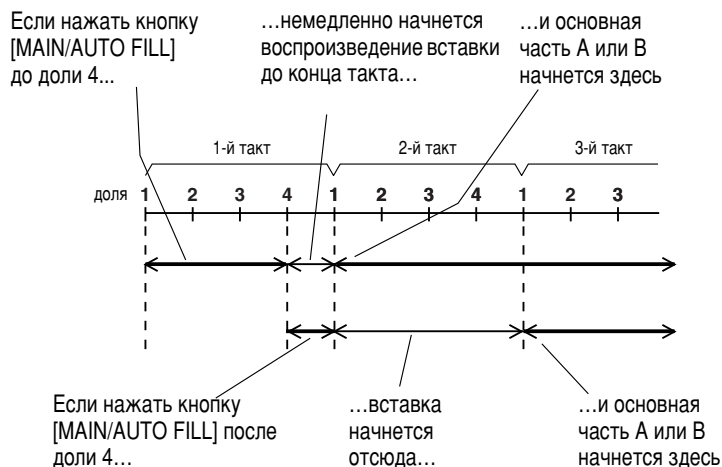 Если нажать кнопку
[MAIN/AUTO FILL]
до доли 4...
…немедленно начнется
воспроизведение вставки
до конца такта…
…и основная
часть A или B
начнется здесь
1-й такт 2-й такт 3-й такт
доля 1 2 3 4 1 2 3 4 1 2 3
Если нажать кнопку
[MAIN/AUTO FILL] после
доли 4…
…вставка
начнется
отсюда…
…и основная
часть A или B
начнется здесь